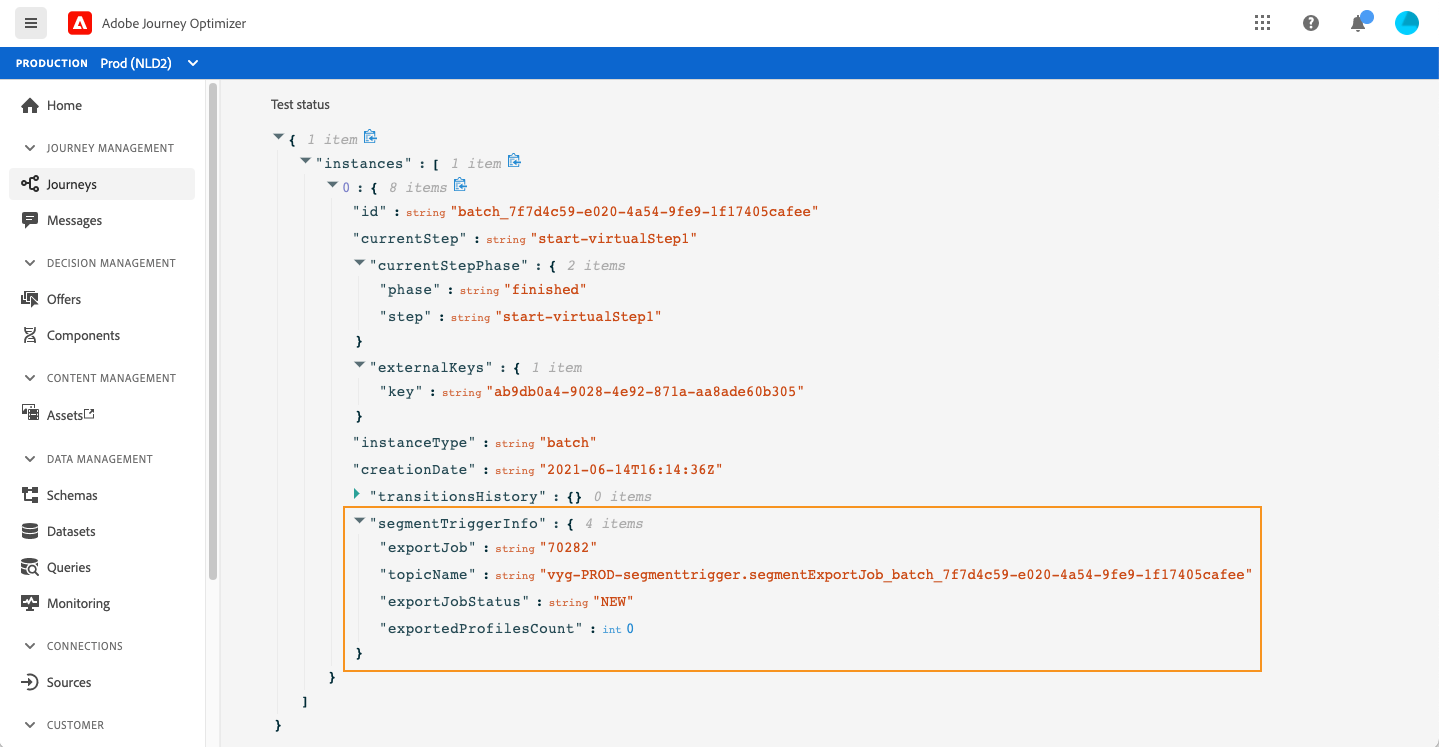 Adobe Journey Optimizer
PRODUCTION Prod (NLD2)
Home
JOURNEY MANAGEMENT
Journeys
Messages
DECISION MANAGEMENT
Offers
Components
CONTENT MANAGEMENT
Assets
DATA MANAGEMENT
Schemas
Datasets
Queries
Monitoring
CONNECTIONS
Sources
CUSTOMER
Test status
{ 1 item
"instances" : [ 1 item
0 : { 8 items
"id" : string "batch_7f7d4c59-e020-4a54-9fe9-1f17405cafee"
"currentStep" : string "start-virtualStep1"
"currentStepPhase" : { 2 items
"phase" : string "finished"
"step" : string "start-virtualStep1"
}
"externalKeys" : { 1 item
"key" : string "ab9db0a4-9028-4e92-871a-aa8ade60b305"
}
"instanceType" : string "batch"
"creationDate" : string "2021-06-14T16:14:36Z"
"transitionsHistory" : {} 0 items
"segmentTriggerInfo" : { 4 items
"exportJob" : string "70282"
"topicName" : string "vyg-PROD-segmenttrigger.segmentExportJob_batch_7f7d4c59-e020-4a54-9fe9-1f17405cafee"
"exportJobStatus" : string "NEW"
"exportedProfilesCount" : int 0
}
}
]
}